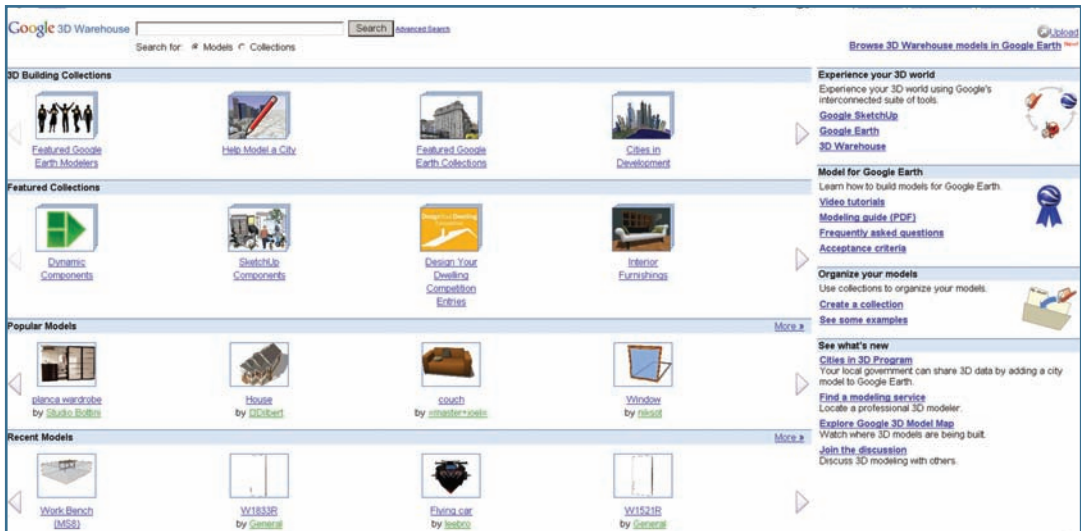 Google 3D Warehouse
Search
Advanced Search
Search for: Models Collections
Upload
Browse 3D Warehouse models in Google Earth New!
3D Building Collections
Featured Google
Earth Modelers
Help Model a City
Featured Google
Earth Collections
Cities in
Development
Featured Collections
Dynamic
Components
SketchUp
Components
Design Your Dwelling
Design Your
Dwelling
Competition
Entries
Interior
Furnishings
Popular Models
More »
planca wardrobe
by Studio Bottini
House
by DDilbert
couch
by =master=joel=
Window
by niksot
Recent Models
More »
Work Bench
(MS8)
W1833R
by General
Flying car
by leebro
W1521R
by General
Experience your 3D world
Experience your 3D world using Google's
interconnected suite of tools.
Google SketchUp
Google Earth
3D Warehouse
Model for Google Earth
Learn how to build models for Google Earth.
Video tutorials
Modeling guide (PDF)
Frequently asked questions
Acceptance criteria
Organize your models
Use collections to organize your models.
Create a collection
See some examples
See what's new
Cities in 3D Program
Your local government can share 3D data by adding a city
model to Google Earth.
Find a modeling service
Locate a professional 3D modeler.
Explore Google 3D Model Map
Watch where 3D models are being built.
Join the discussion
Discuss 3D modeling with others.